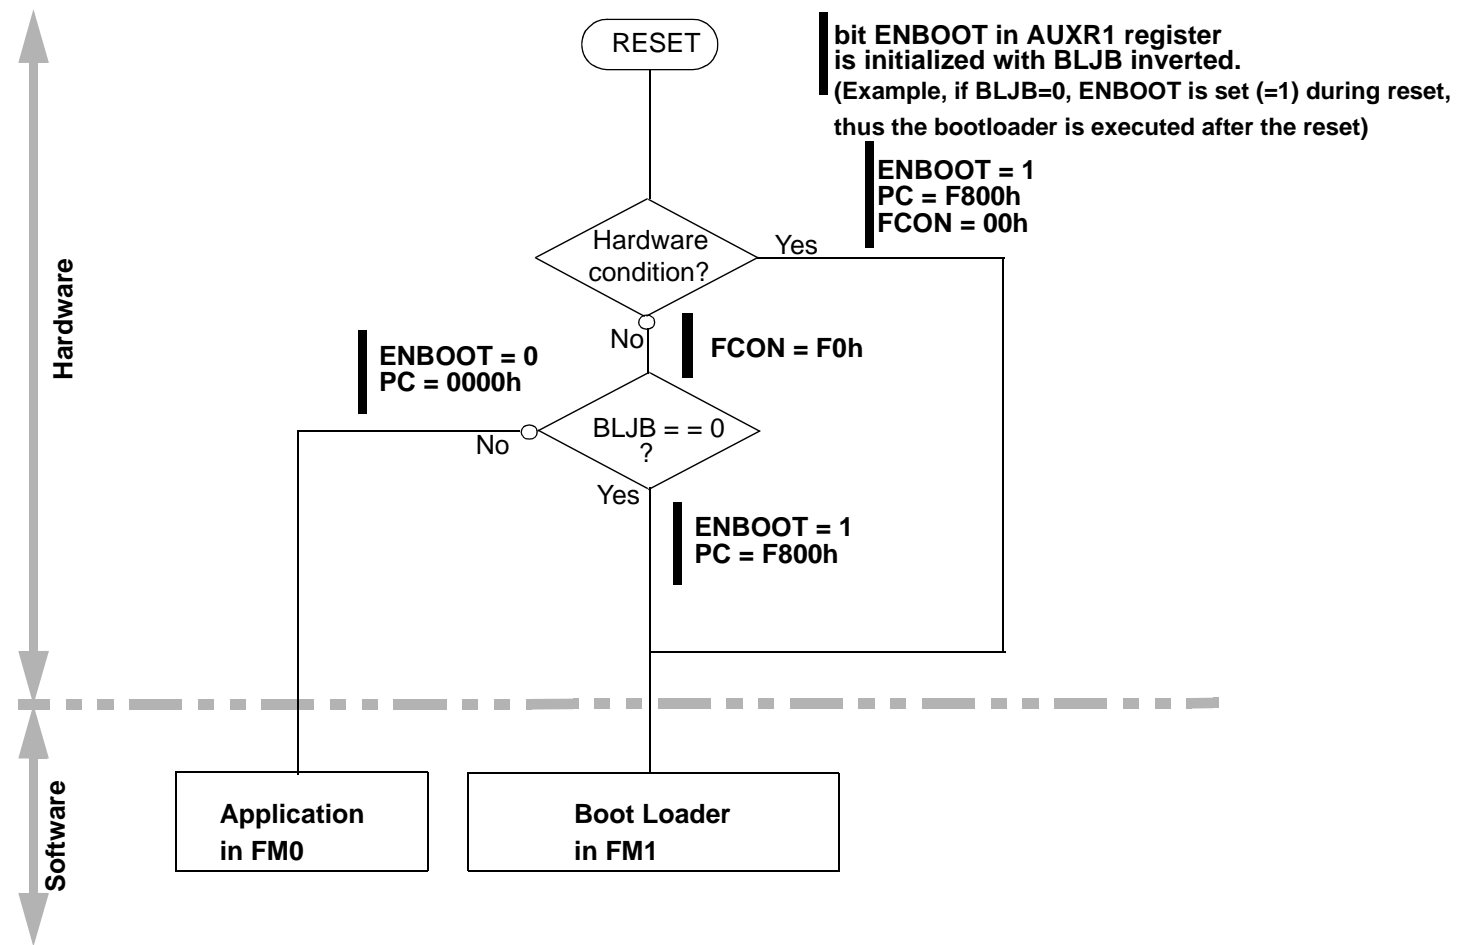 RESET
bit ENBOOT in AUXR1 register
is initialized with BLJB inverted.
(Example, if BLJB=0, ENBOOT is set (=1) during reset,
thus the bootloader is executed after the reset)
ENBOOT = 1
PC = F800h
FCON = 00h
Hardware
condition?
Yes
No
FCON = F0h
ENBOOT = 0
PC = 0000h
BLJB = = 0
?
No
Yes
ENBOOT = 1
PC = F800h
Hardware
Software
Application
in FM0
Boot Loader
in FM1